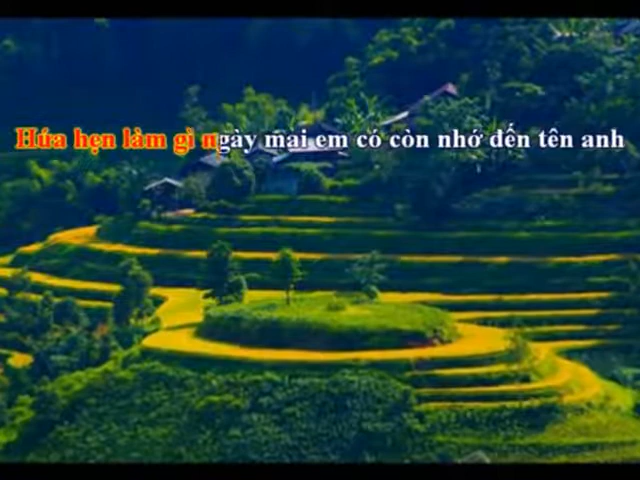 Hứa hẹn làm gì ngày mai em có còn nhớ đến tên anh